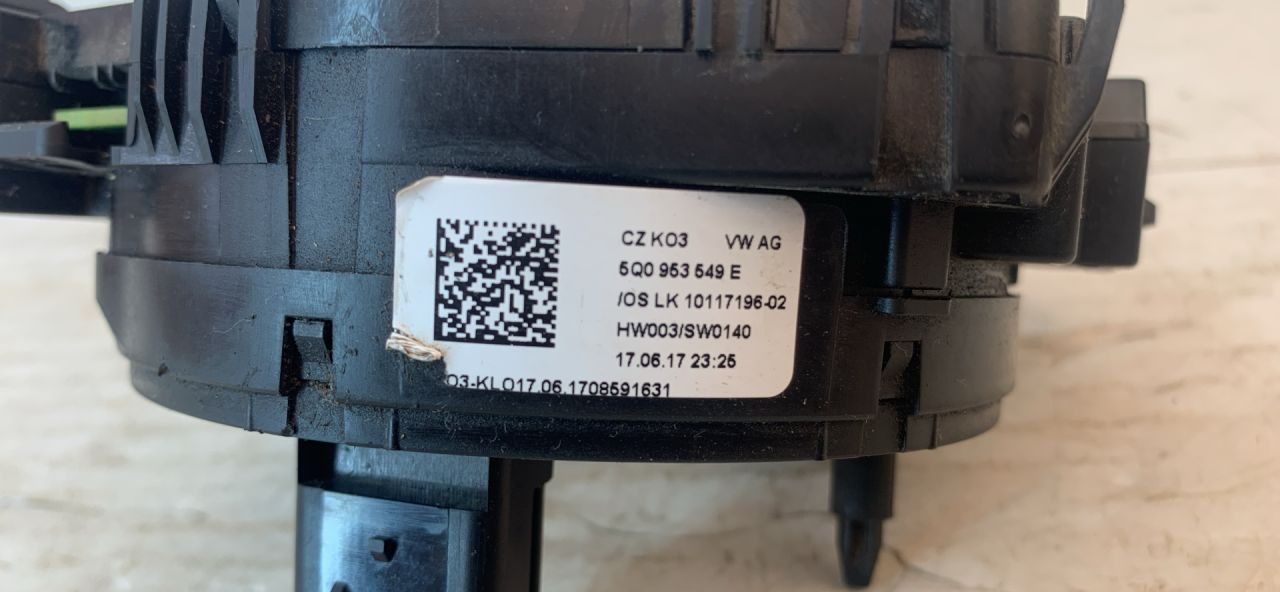 CZ KO3 VW AG
5Q0 953 549 E
/OS LK 10117196-02
HW003/SW0140
17.06.17 23:25
O3-KLO17.06.1708591631